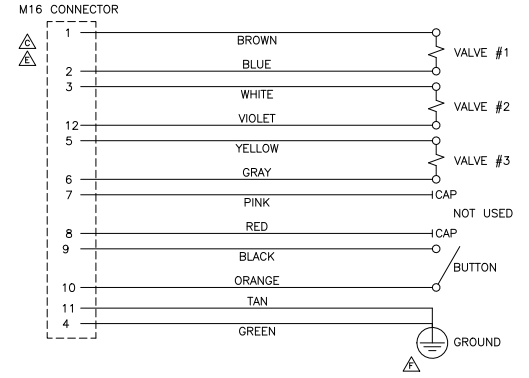 M16 CONNECTOR
C
E
1
BROWN
VALVE #1
BLUE
2
3
WHITE
VALVE #2
VIOLET
12
5
YELLOW
VALVE #3
GRAY
6
7
CAP
PINK
NOT USED
RED
8
CAP
9
BLACK
BUTTON
ORANGE
10
TAN
11
4
GREEN
GROUND
F